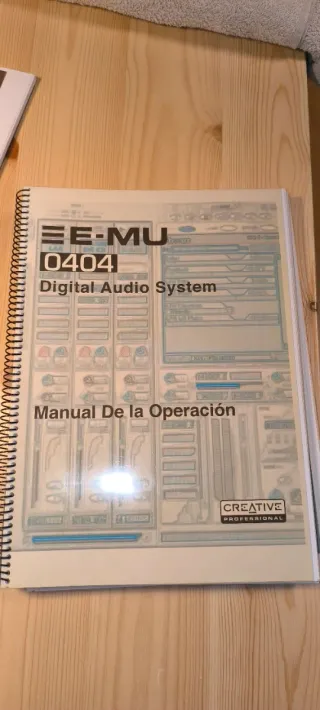 E-MU
0404
Digital Audio System
Manual De la Operación
CREATIVE
PROFESSIONAL